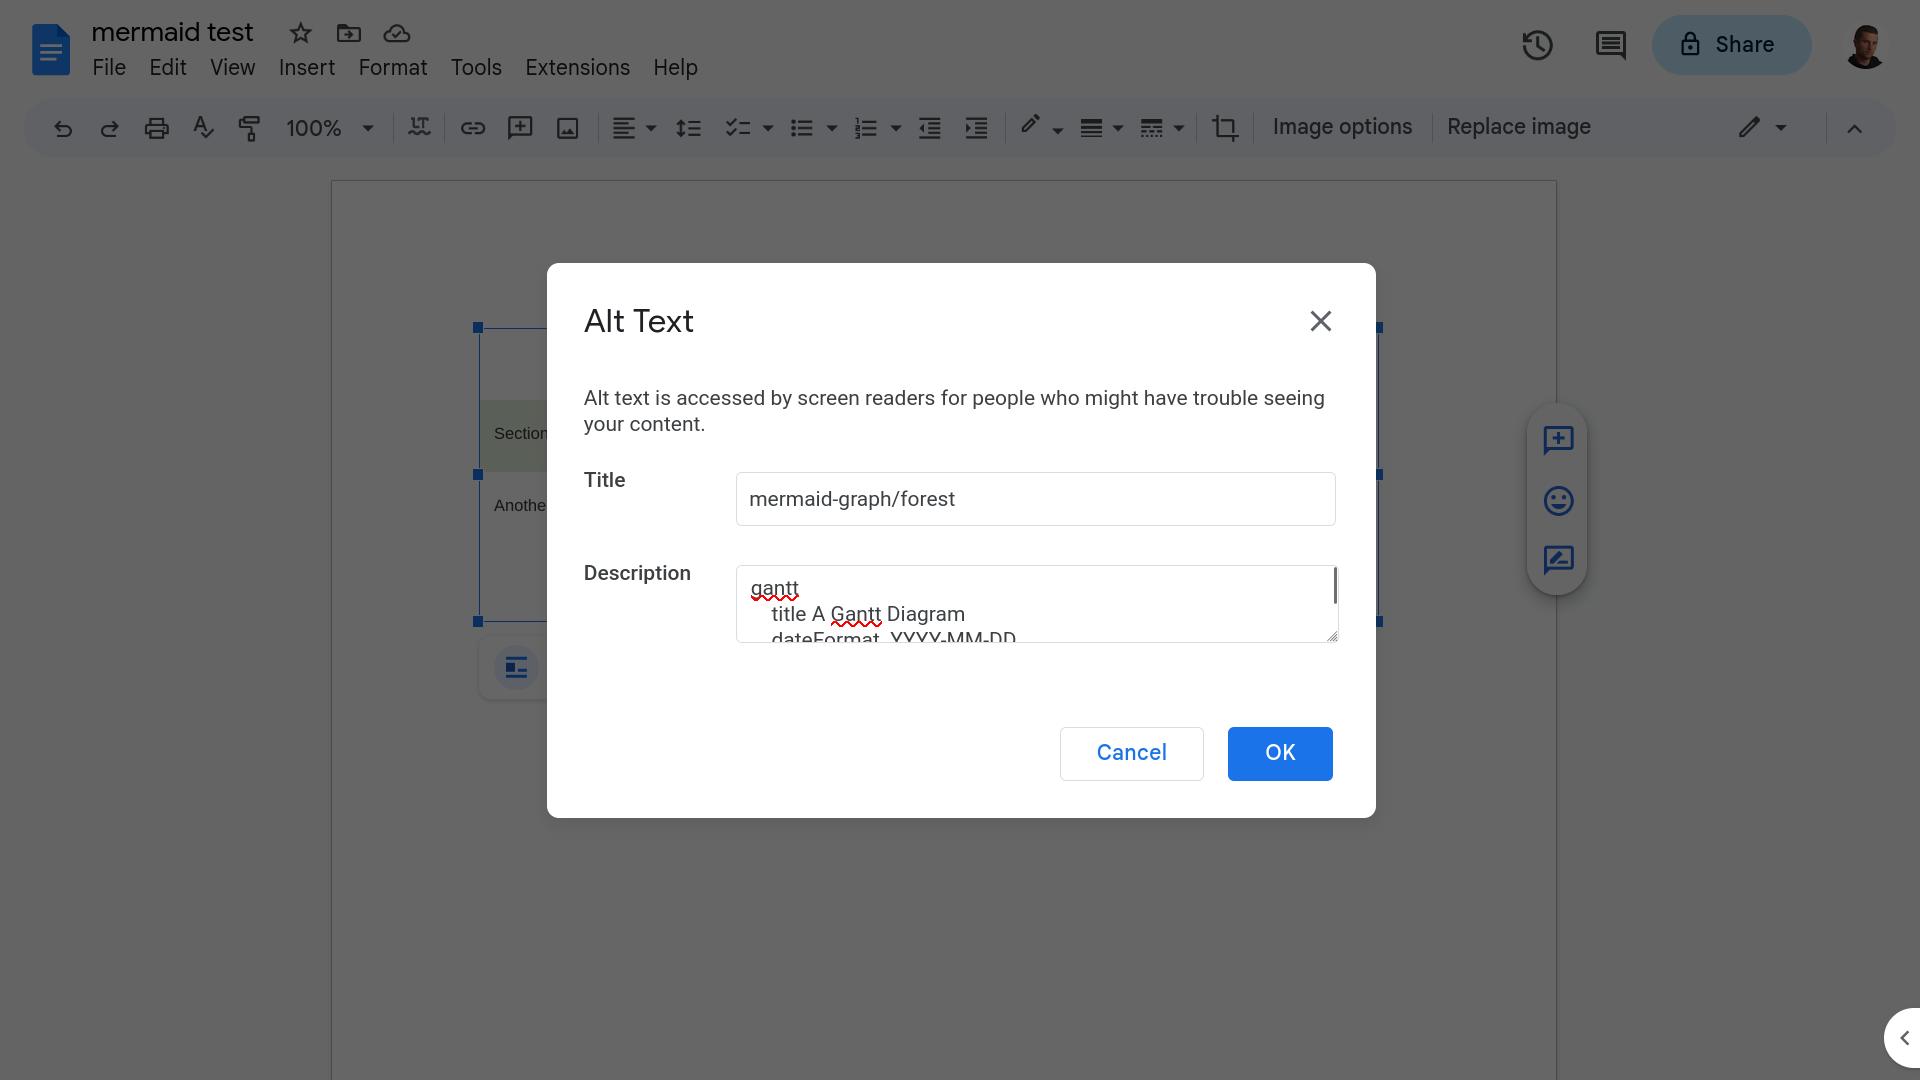 mermaid test
File Edit View Insert Format Tools Extensions Help
Share
100%
Image options
Replace image
Alt Text
Alt text is accessed by screen readers for people who might have trouble seeing
your content.
Title
mermaid-graph/forest
Description
gantt
title A Gantt Diagram
dateFormat YYYY-MM-DD
Section
Anothe
Cancel
OK